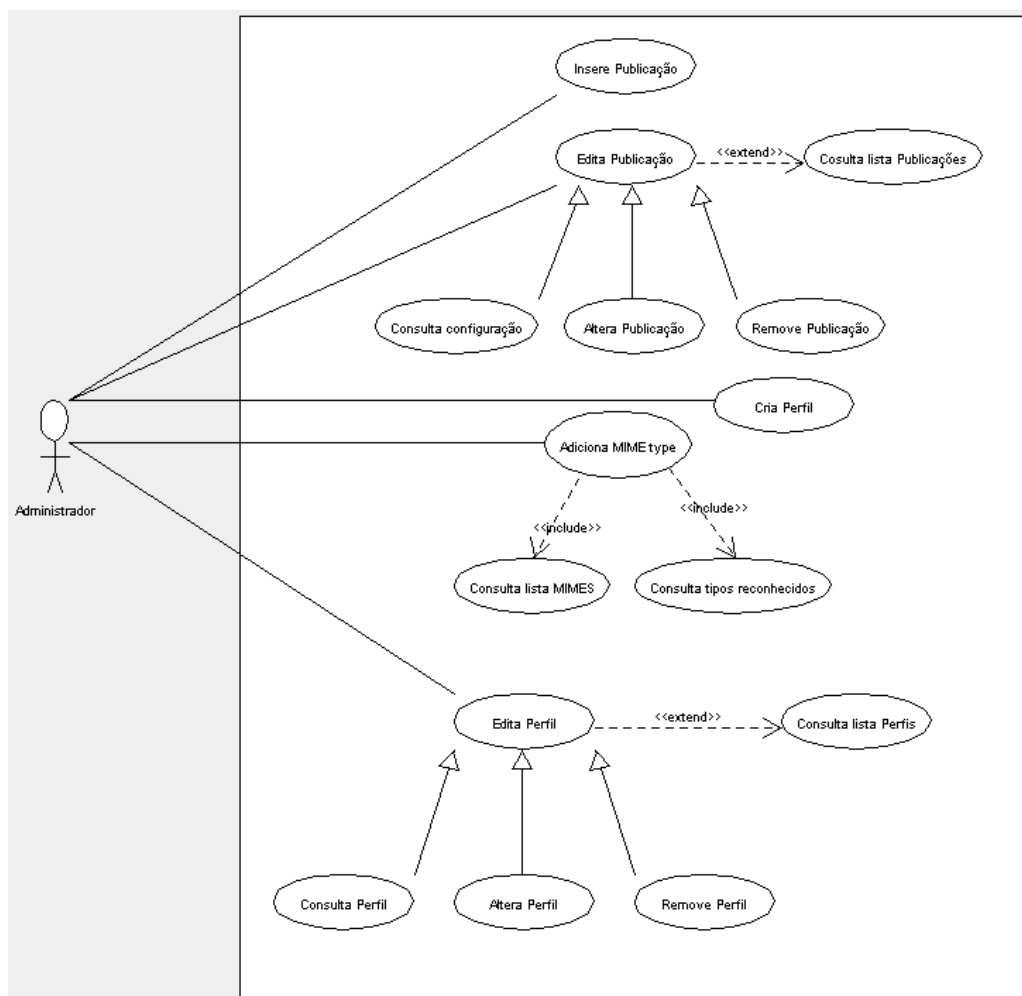 Insere Publicação
Edita Publicação
<<extend>>
Cosulta lista Publicações
Consulta configuração
Altera Publicação
Remove Publicação
Cria Perfil
Adiciona MIME type
Administrador
<<include>>
<<include>>
Consulta lista MIMES
Consulta tipos reconhecidos
Edita Perfil
<<extend>>
Consulta lista Perfis
Consulta Perfil
Altera Perfil
Remove Perfil